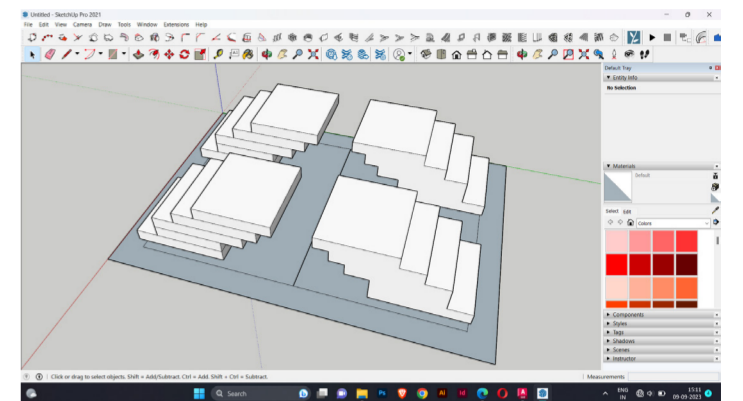 Untitled - SketchUp Pro 2021
File Edit View Camera Draw Tools Window Extensions Help
Default Tray
Entity Info
No Selection
Materials
Default
Select Edit
Colors
Components
Styles
Tags
Shadows
Scenes
Instructor
Click or drag to select objects. Shift = Add/Subtract. Ctrl = Add. Shift + Ctrl = Subtract.
Measurements
Search
ENG
IN
15:11
09-09-2023